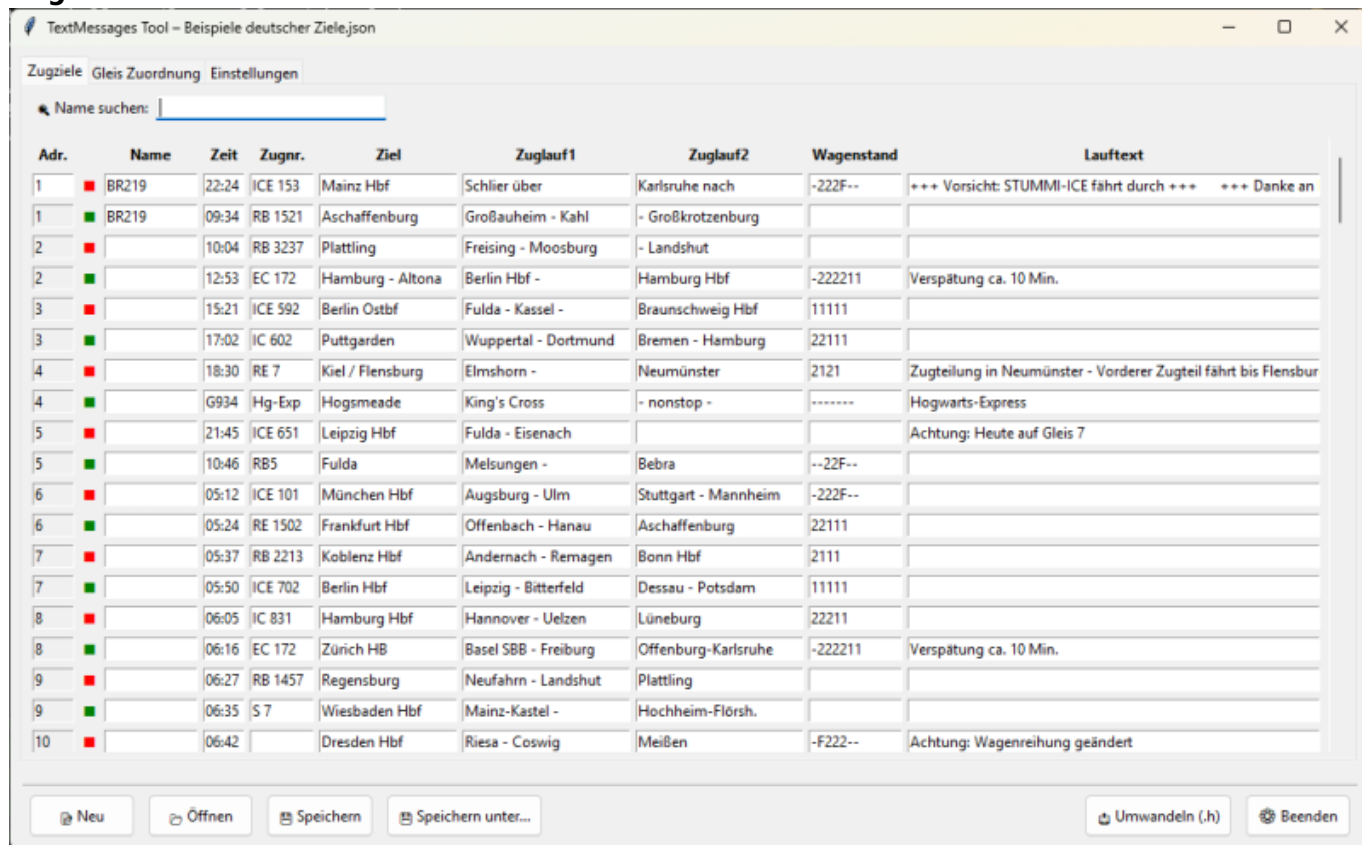 TextMessages Tool – Beispiele deutscher Ziele.json
Zugziele Gleis Zuordnung Einstellungen
Name suchen:
Adr. Name Zeit Zugnr. Ziel Zuglauf1 Zuglauf2 Wagenstand Lauftext
1 BR219 22:24 ICE 153 Mainz Hbf Schlier über Karlsruhe nach -222F-- +++ Vorsicht: STUMMI-ICE fährt durch +++ +++ Danke an
1 BR219 09:34 RB 1521 Aschaffenburg Großauheim - Kahl - Großkrotzenburg
2 10:04 RB 3237 Plattling Freising - Moosburg - Landshut
2 12:53 EC 172 Hamburg - Altona Berlin Hbf - Hamburg Hbf -222211 Verspätung ca. 10 Min.
3 15:21 ICE 592 Berlin Ostbf Fulda - Kassel - Braunschweig Hbf 11111
3 17:02 IC 602 Puttgarden Wuppertal - Dortmund Bremen - Hamburg 22111
4 18:30 RE 7 Kiel / Flensburg Elmshorn - Neumünster 2121 Zugteilung in Neumünster - Vorderer Zugteil fährt bis Flensbur
4 G934 Hg-Exp Hogsmeade King's Cross - nonstop - ------- Hogwarts-Express
5 21:45 ICE 651 Leipzig Hbf Fulda - Eisenach Achtung: Heute auf Gleis 7
5 10:46 RB5 Fulda Melsungen - Bebra --22F--
6 05:12 ICE 101 München Hbf Augsburg - Ulm Stuttgart - Mannheim -222F--
6 05:24 RE 1502 Frankfurt Hbf Offenbach - Hanau Aschaffenburg 22111
7 05:37 RB 2213 Koblenz Hbf Andernach - Remagen Bonn Hbf 2111
7 05:50 ICE 702 Berlin Hbf Leipzig - Bitterfeld Dessau - Potsdam 11111
8 06:05 IC 831 Hamburg Hbf Hannover - Uelzen Lüneburg 22211
8 06:16 EC 172 Zürich HB Basel SBB - Freiburg Offenburg-Karlsruhe -222211 Verspätung ca. 10 Min.
9 06:27 RB 1457 Regensburg Neufahrn - Landshut Plattling
9 06:35 S 7 Wiesbaden Hbf Mainz-Kastel - Hochheim-Flörsh.
10 06:42 Dresden Hbf Riesa - Coswig Meißen -F222-- Achtung: Wagenreihung geändert
Neu Öffnen Speichern Speichern unter... Umwandeln (.h) Beenden